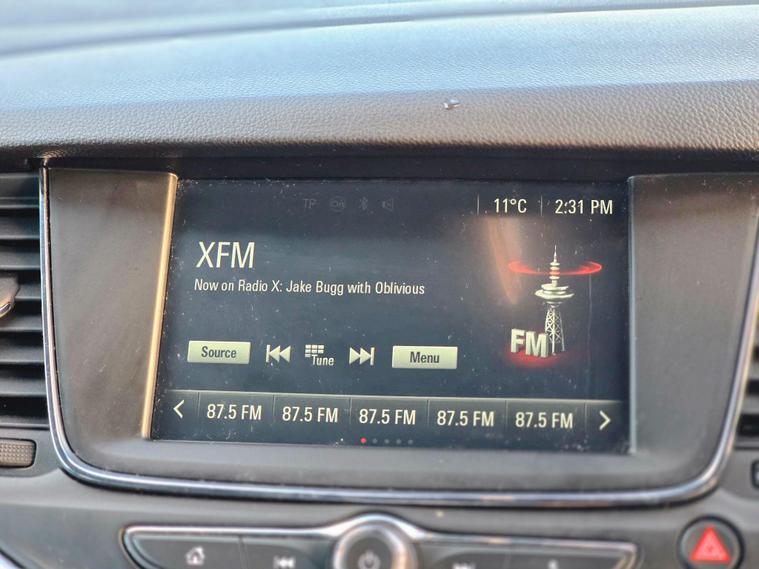 TP
11°C
2:31 PM
XFM
Now on Radio X: Jake Bugg with Oblivious
FM
Source
Tune
Menu
87.5 FM
87.5 FM
87.5 FM
87.5 FM
87.5 FM